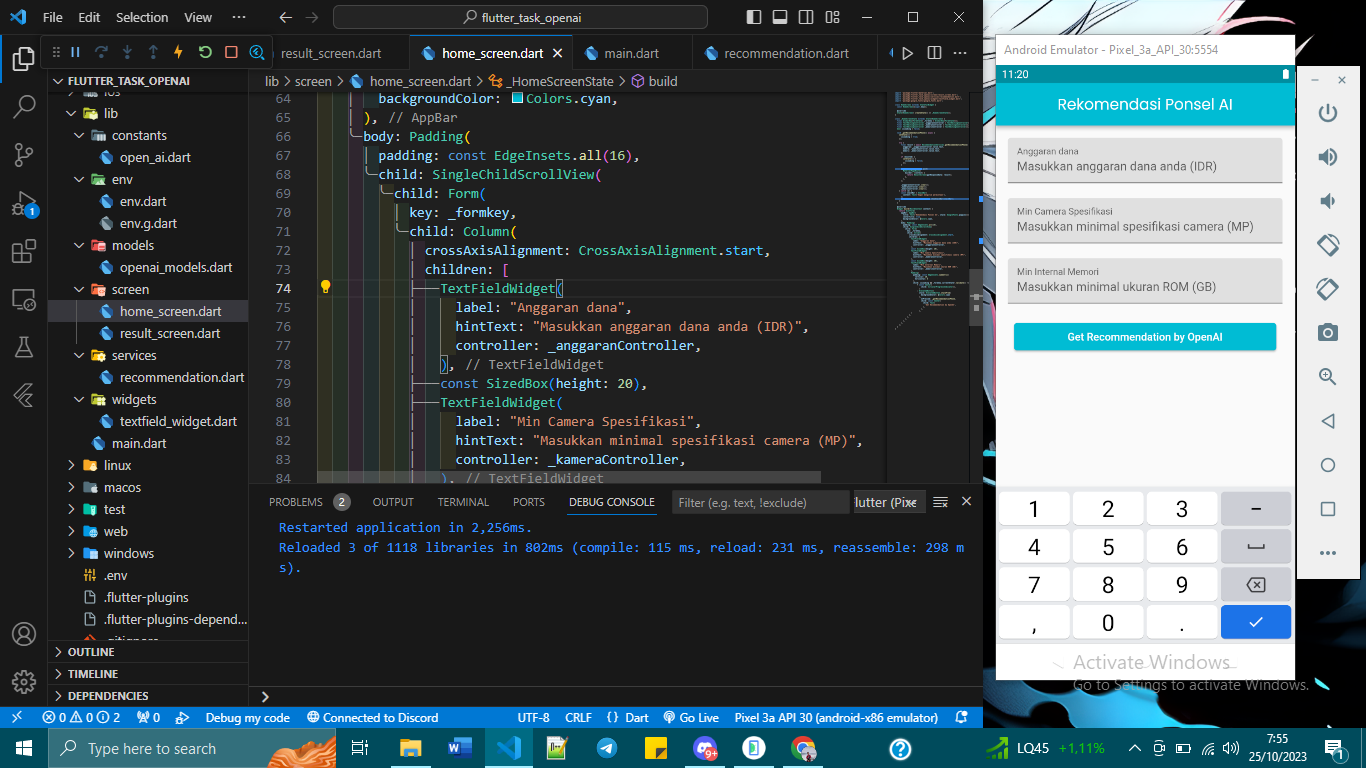 File Edit Selection View ··· flutter_task_openai
result_screen.dart home_screen.dart main.dart recommendation.dart
FLUTTER_TASK_OPENAI
lib
constants
open_ai.dart
env
env.dart
env.g.dart
models
openai_models.dart
screen
home_screen.dart
result_screen.dart
services
recommendation.dart
widgets
textfield_widget.dart
main.dart
linux
macos
test
web
windows
.env
.flutter-plugins
.flutter-plugins-depend...
.gitignore
OUTLINE
TIMELINE
DEPENDENCIES
1
lib > screen > home_screen.dart > _HomeScreenState > build
64 backgroundColor: Colors.cyan,
65 ), // AppBar
66 body: Padding(
67 padding: const EdgeInsets.all(16),
68 child: SingleChildScrollView(
69 child: Form(
70 key: _formkey,
71 child: Column(
72 crossAxisAlignment: CrossAxisAlignment.start,
73 children: [
74 TextFieldWidget(
75 label: "Anggaran dana",
76 hintText: "Masukkan anggaran dana anda (IDR)",
77 controller: _anggaranController,
78 ), // TextFieldWidget
79 const SizedBox(height: 20),
80 TextFieldWidget(
81 label: "Min Camera Spesifikasi",
82 hintText: "Masukkan minimal spesifikasi camera (MP)",
83 controller: _kameraController,
84 ), // TextFieldWidget
PROBLEMS 2 OUTPUT TERMINAL PORTS DEBUG CONSOLE Filter (e.g. text, !exclude) lutter (Pixe
Restarted application in 2,256ms.
Reloaded 3 of 1118 libraries in 802ms (compile: 115 ms, reload: 231 ms, reassemble: 298 m
s).
0 0 2 0 Debug my code Connected to Discord UTF-8 CRLF {} Dart Go Live Pixel 3a API 30 (android-x86 emulator)
Android Emulator - Pixel_3a_API_30:5554
11:20
Rekomendasi Ponsel AI
Anggaran dana
Masukkan anggaran dana anda (IDR)
Min Camera Spesifikasi
Masukkan minimal spesifikasi camera (MP)
Min Internal Memori
Masukkan minimal ukuran ROM (GB)
Get Recommendation by OpenAI
1 2 3 -
4 5 6
7 8 9
, 0 .
Activate Windows
Go to Settings to activate Windows.
Type here to search
9+
LQ45 +1,11%
7:55
25/10/2023
1